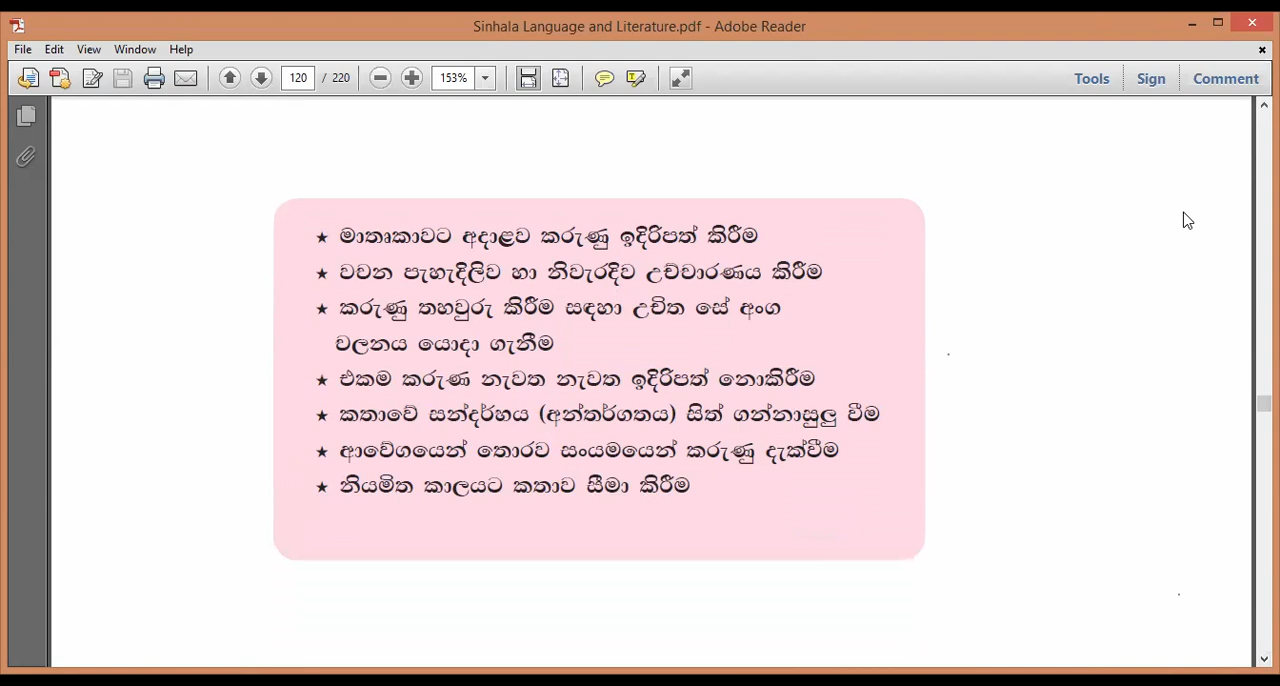 Sinhala Language and Literature.pdf - Adobe Reader
File Edit View Window Help
120 / 220 153% Tools Sign Comment
★ මාතෘකාවට අදාළව කරුණු ඉදිරිපත් කිරීම
★ වචන පැහැදිලිව හා නිවැරදිව උච්චාරණය කිරීම
★ කරුණු තහවුරු කිරීම සඳහා උචිත සේ අංග
චලනය යොදා ගැනීම
★ එකම කරුණ නැවත නැවත ඉදිරිපත් නොකිරීම
★ කතාවේ සන්දර්භය (අන්තර්ගතය) සිත් ගන්නාසුලු වීම
★ ආවේගයෙන් තොරව සංයමයෙන් කරුණු දැක්වීම
★ නියමිත කාලයට කතාව සීමා කිරීම